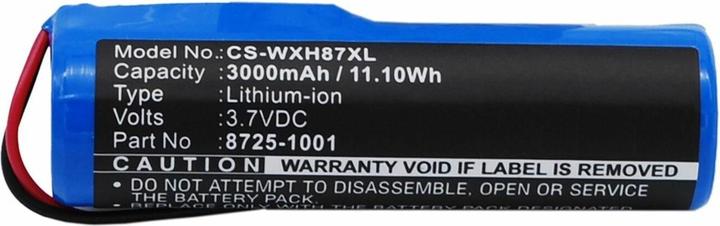 Model No.: CS-WXH87XL
Capacity : 3000mAh / 11.10Wh
Type : Lithium-ion
Volts : 3.7VDC
Part No : 8725-1001
CAUTION WARRANTY VOID IF LABEL IS REMOVED
• DO NOT ATTEMPT TO DISASSEMBLE, OPEN OR SERVICE
THE BATTERY PACK.